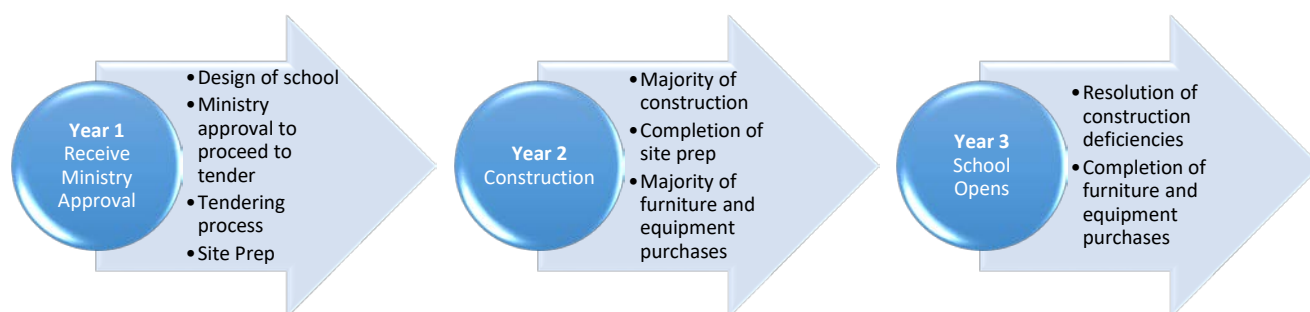 Year 1
Receive
Ministry
Approval
•Design of school
•Ministry
approval to
proceed to
tender
•Tendering
process
•Site Prep
Year 2
Construction
•Majority of
construction
•Completion of
site prep
•Majority of
furniture and
equipment
purchases
Year 3
School
Opens
•Resolution of
construction
deficiencies
•Completion of
furniture and
equipment
purchases